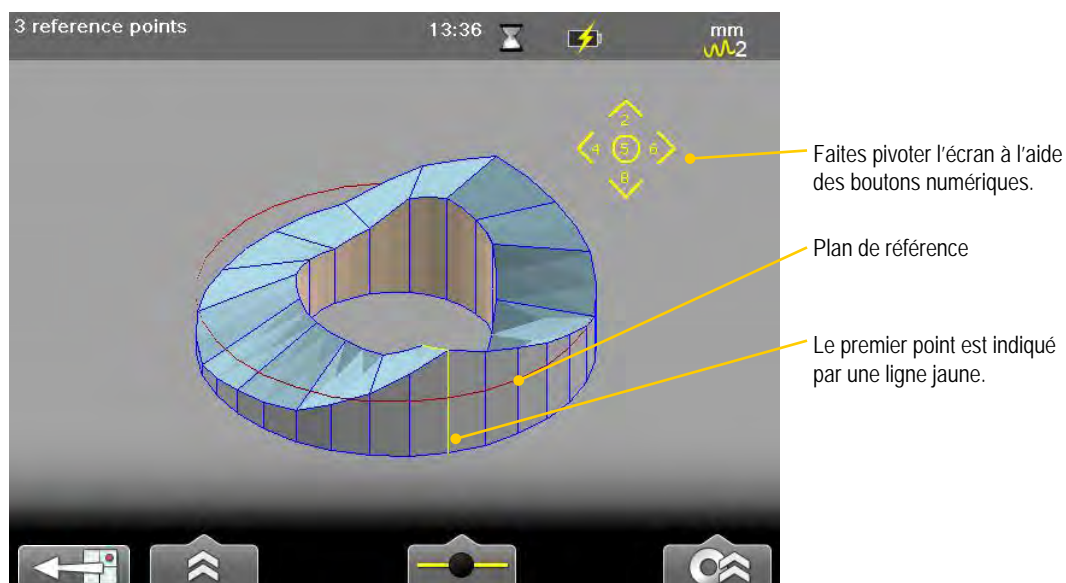 3 reference points
13:36
mm
2
2
4 5 6
8
Faites pivoter l'écran à l'aide
des boutons numériques.
Plan de référence
Le premier point est indiqué
par une ligne jaune.